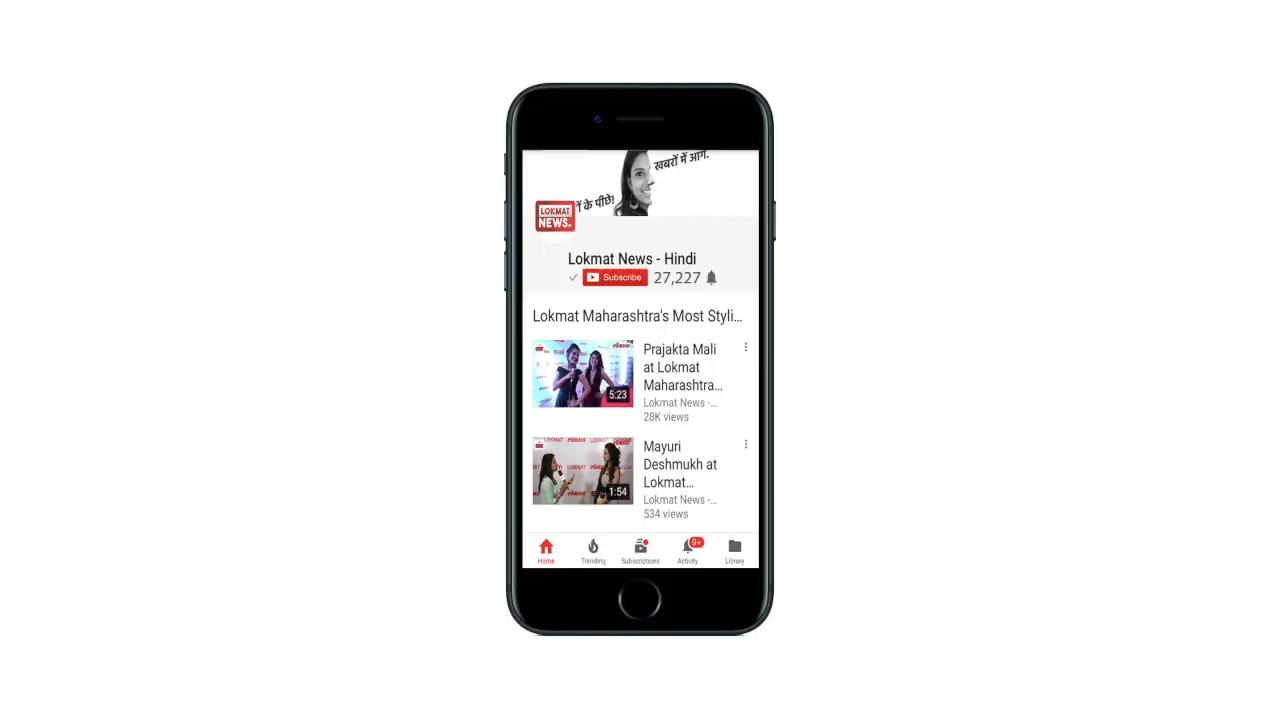 खबरों में आगे.
ों के पीछे!
LOKMAT
NEWS
Lokmat News - Hindi
Subscribe 27,227
Lokmat Maharashtra's Most Styli...
Prajakta Mali
at Lokmat
Maharashtra...
Lokmat News -...
28K views
5:23
Mayuri
Deshmukh at
Lokmat...
Lokmat News -...
534 views
LOKMAT
LOKMAT
1:54
9+
Home Trending Subscriptions Activity Library